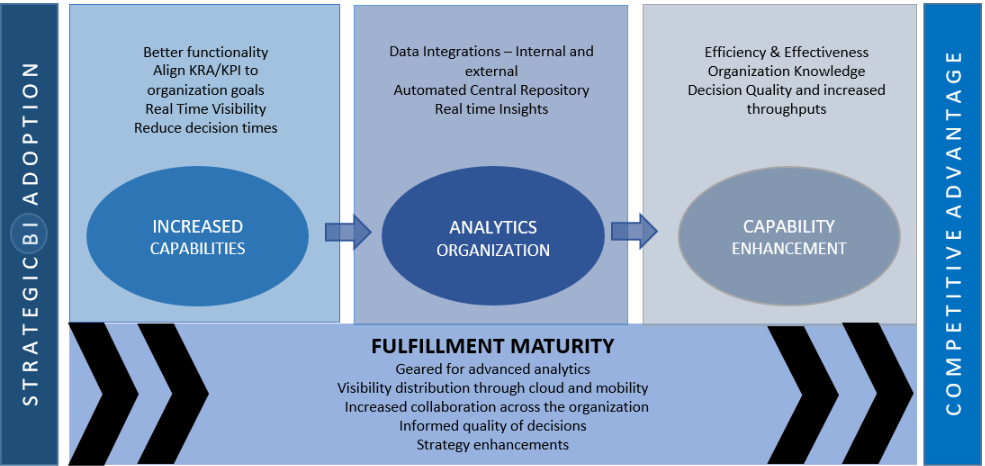 STRATEGIC BI ADOPTION
Better functionality
Align KRA/KPI to
organization goals
Real Time Visibility
Reduce decision times
INCREASED
CAPABILITIES
Data Integrations – Internal and
external
Automated Central Repository
Real time Insights
ANALYTICS
ORGANIZATION
Efficiency & Effectiveness
Organization Knowledge
Decision Quality and increased
throughputs
CAPABILITY
ENHANCEMENT
FULFILLMENT MATURITY
Geared for advanced analytics
Visibility distribution through cloud and mobility
Increased collaboration across the organization
Informed quality of decisions
Strategy enhancements
COMPETITIVE ADVANTAGE